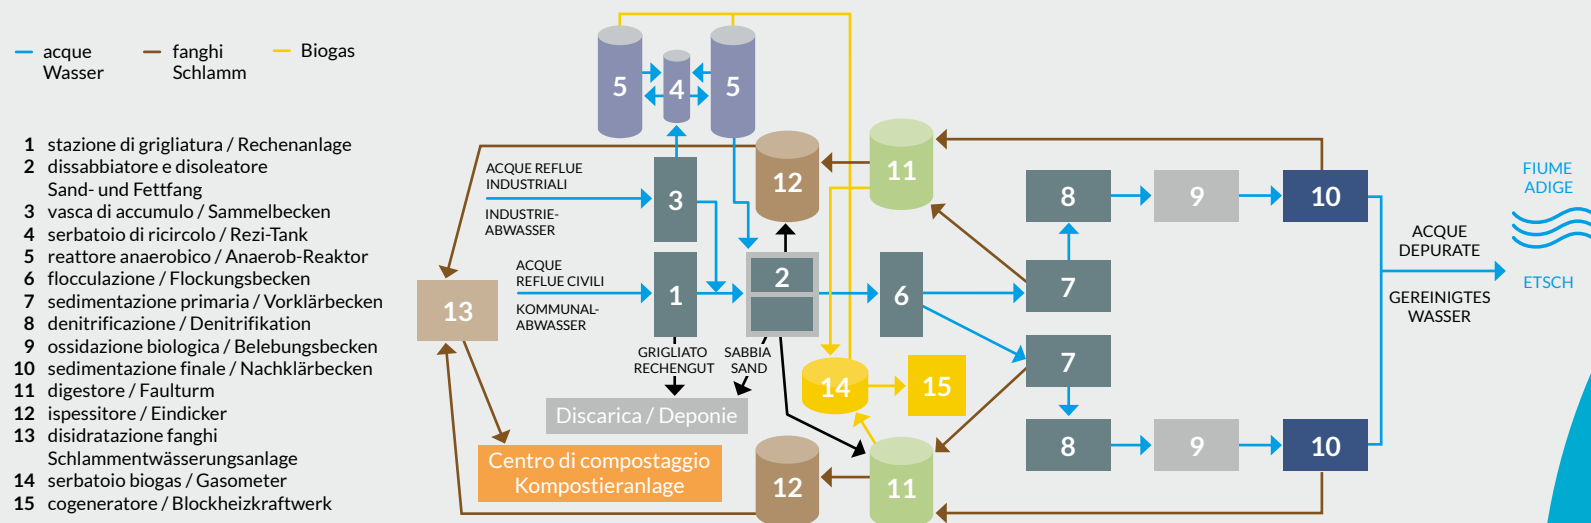 acque
Wasser
fanghi
Schlamm
Biogas
1 stazione di grigliatura / Rechenanlage
2 dissabbiatore e disoleatore
Sand- und Fettfang
3 vasca di accumulo / Sammelbecken
4 serbatoio di ricircolo / Rezi-Tank
5 reattore anaerobico / Anaerob-Reaktor
6 flocculazione / Flockungsbecken
7 sedimentazione primaria / Vorklärbecken
8 denitrificazione / Denitrifikation
9 ossidazione biologica / Belebungsbecken
10 sedimentazione finale / Nachklärbecken
11 digestore / Faulturm
12 ispessitore / Eindicker
13 disidratazione fanghi
Schlammentwässerungsanlage
14 serbatoio biogas / Gasometer
15 cogeneratore / Blockheizkraftwerk
5
4
5
ACQUE REFLUE
INDUSTRIALI
INDUSTRIE-
ABWASSER
3
12
11
8
9
10
FIUME
ADIGE
ETSCH
ACQUE
DEPURATE
GEREINIGTES
WASSER
ACQUE
REFLUE CIVILI
KOMMUNAL-
ABWASSER
13
1
2
6
7
GRIGLIATO
RECHENGUT
SABBIA
SAND
7
14
15
Discarica / Deponie
8
9
10
Centro di compostaggio
Kompostieranlage
12
11